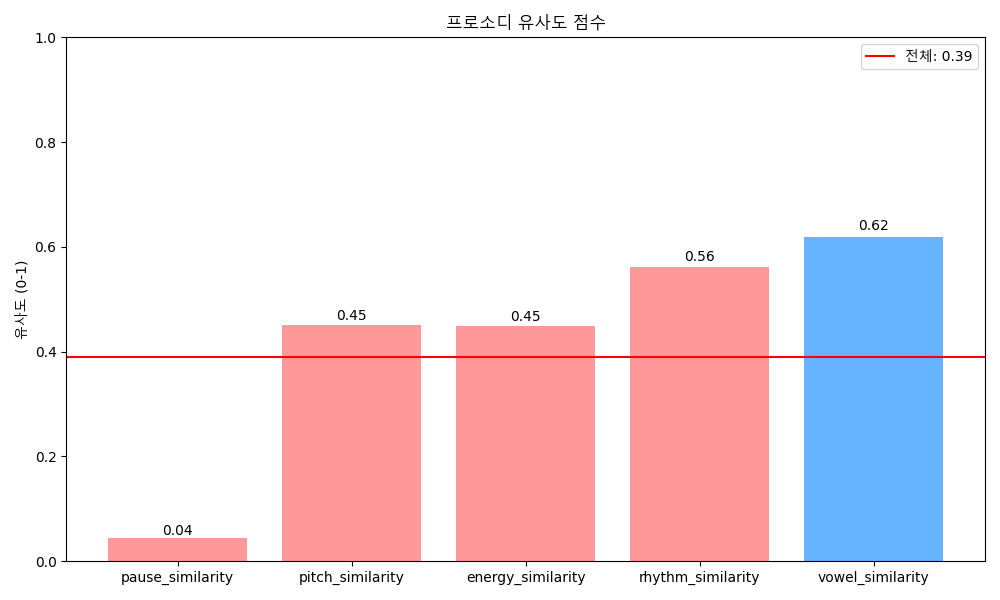 프로소디 유사도 점수
전체: 0.39
유사도 (0-1)
1.0
0.8
0.6
0.4
0.2
0.0
0.04
0.45
0.45
0.56
0.62
pause_similarity
pitch_similarity
energy_similarity
rhythm_similarity
vowel_similarity